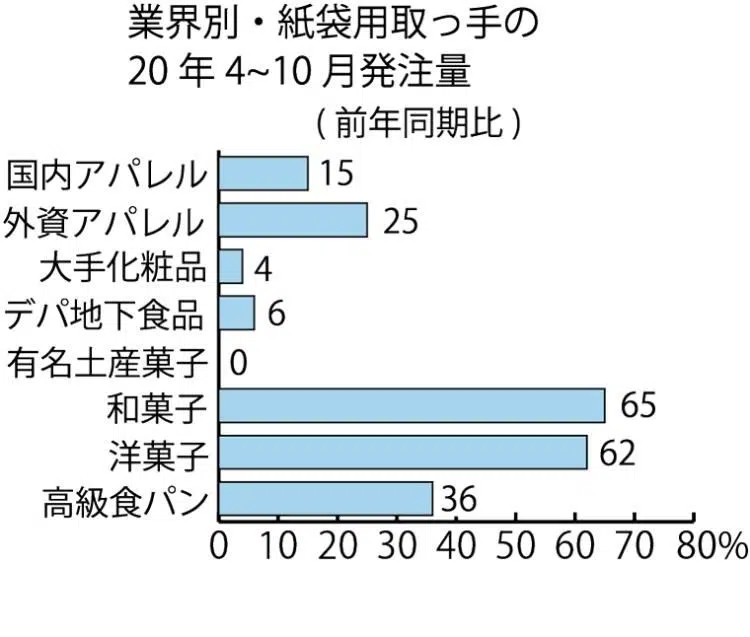 業界別・紙袋用取っ手の
20年4~10月発注量
(前年同期比)
国内アパレル 15
外資アパレル 25
大手化粧品 4
デパ地下食品 6
有名土産菓子 0
和菓子 65
洋菓子 62
高級食パン 36
0 10 20 30 40 50 60 70 80%